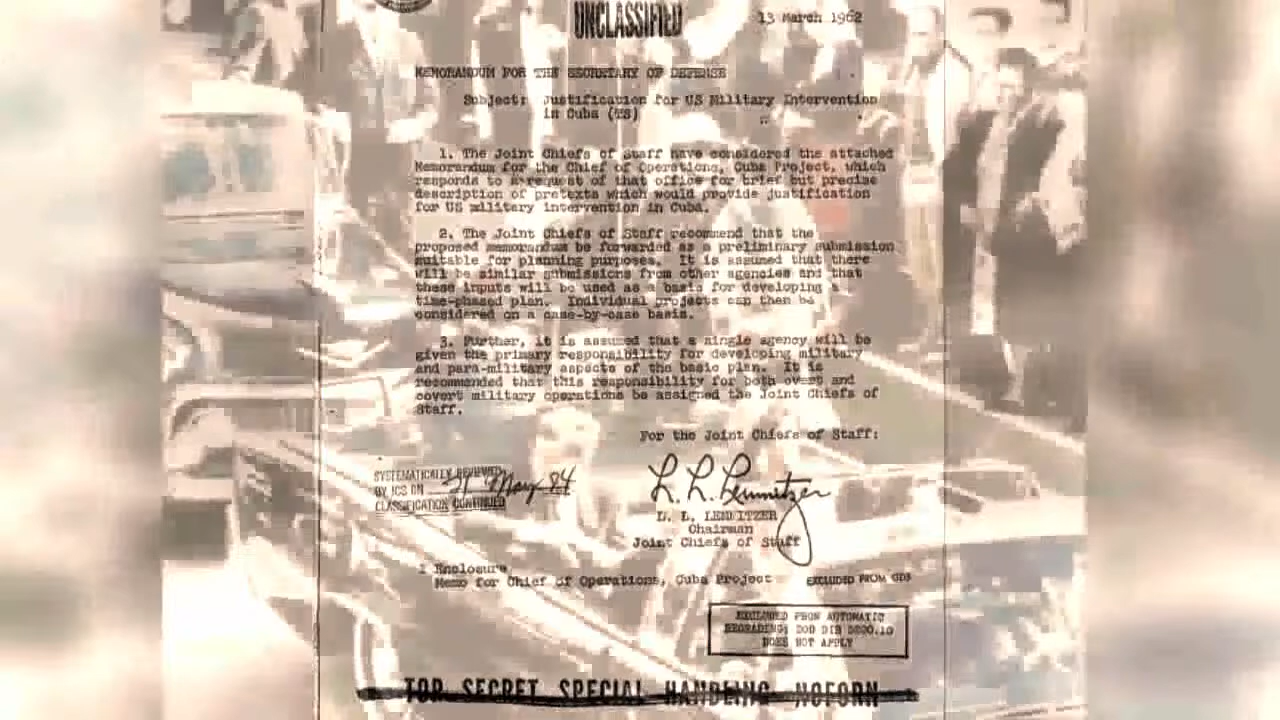 UNCLASSIFIED
13 March 1962
MEMORANDUM FOR THE SECRETARY OF DEFENSE
Subject: Justification for US Military Intervention
in Cuba (TS)
1. The Joint Chiefs of Staff have considered the attached
Memorandum for the Chief of Operations, Cuba Project, which
responds to a request of that office for brief but precise
description of pretexts which would provide justification
for US military intervention in Cuba.
2. The Joint Chiefs of Staff recommend that the
proposed memorandum be forwarded as a preliminary submission
suitable for planning purposes. It is assumed that there
will be similar submissions from other agencies and that
these inputs will be used as a basis for developing a
time-phased plan. Individual projects can then be
considered on a case-by-case basis.
3. Further, it is assumed that a single agency will be
given the primary responsibility for developing military
and para-military aspects of the basic plan. It is
recommended that this responsibility for both overt and
covert military operations be assigned the Joint Chiefs of
Staff.
For the Joint Chiefs of Staff:
SYSTEMATICALLY REVIEWED
BY JCS ON 21 May 84
CLASSIFICATION CONTINUED
L. L. Lemnitzer
L. L. LEMNITZER
Chairman
Joint Chiefs of Staff
1 Enclosure
Memo for Chief of Operations, Cuba Project
EXCLUDED FROM GDS
EXCLUDED FROM AUTOMATIC
REGRADING; DOD DIR 5200.10
DOES NOT APPLY
TOP SECRET SPECIAL HANDLING NOFORN